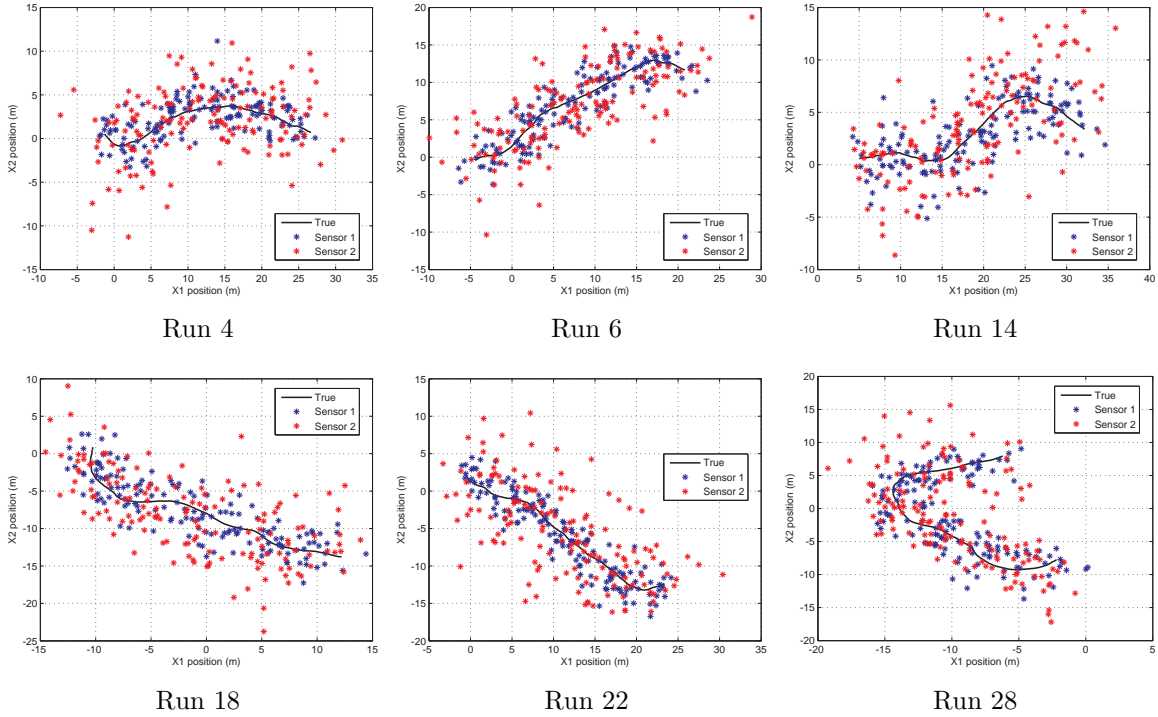 15
10
5
0
-5
-10
-15
-10
-5
0
5
10
15
20
25
30
35
X2 position (m)
X1 position (m)
True
Sensor 1
Sensor 2
Run 4
20
15
10
5
0
-5
-10
-15
-10
-5
0
5
10
15
20
25
30
X2 position (m)
X1 position (m)
True
Sensor 1
Sensor 2
Run 6
15
10
5
0
-5
-10
0
5
10
15
20
25
30
35
40
X2 position (m)
X1 position (m)
True
Sensor 1
Sensor 2
Run 14
10
5
0
-5
-10
-15
-20
-25
-15
-10
-5
0
5
10
15
X2 position (m)
X1 position (m)
True
Sensor 1
Sensor 2
Run 18
15
10
5
0
-5
-10
-15
-20
-5
0
5
10
15
20
25
30
35
X2 position (m)
X1 position (m)
True
Sensor 1
Sensor 2
Run 22
20
15
10
5
0
-5
-10
-15
-20
-20
-15
-10
-5
0
5
X2 position (m)
X1 position (m)
True
Sensor 1
Sensor 2
Run 28